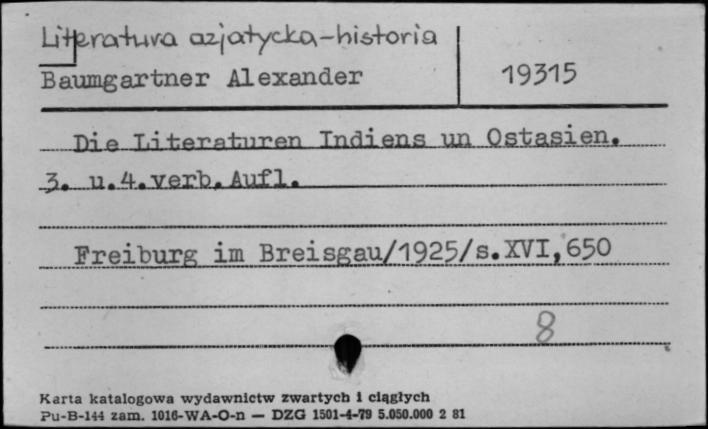 Literatura azjatycka-historia
Baumgartner Alexander 19315
Die Literaturen Indiens un Ostasien.
3. u.4.verb.Aufl.
Freiburg im Breisgau/1925/s.XVI,650
8
Karta katalogowa wydawnictw zwartych i ciągłych
Pu-B-144 zam. 1016-WA-O-n — DZG 1501-4-79 5.050.000 2 81